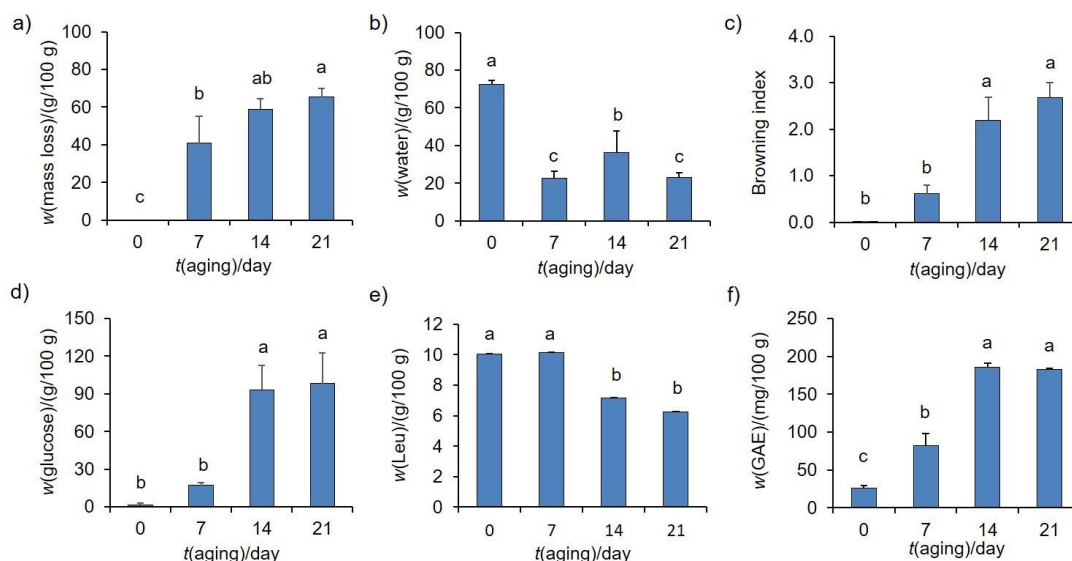 a)
w(mass loss)/(g/100 g)
100
80
60
40
20
0
c
b
ab
a
0 7 14 21
t(aging)/day
b)
w(water)/(g/100 g)
100
80
60
40
20
0
a
c
b
c
0 7 14 21
t(aging)/day
c)
Browning index
4.0
3.0
2.0
1.0
0.0
b
b
a
a
0 7 14 21
t(aging)/day
d)
w(glucose)/(g/100 g)
150
120
90
60
30
0
b
b
a
a
0 7 14 21
t(aging)/day
e)
w(Leu)/(g/100 g)
12
10
8
6
4
2
0
a
a
b
b
0 7 14 21
t(aging)/day
f)
w(GAE)/(mg/100 g)
250
200
150
100
50
0
c
b
a
a
0 7 14 21
t(aging)/day